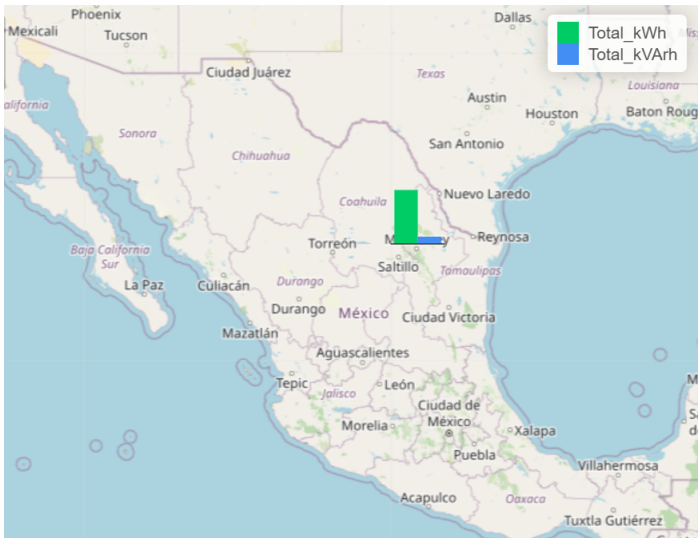 Phoenix
Dallas
Mexicali
Tucson
Total_kWh
Total_kVArh
Ciudad Juárez
Texas
Louisiana
alifornia
Austin
Houston
Baton Roug
Sonora
San Antonio
Chihuahua
Coahuila
Nuevo Laredo
Torreón
M
y
Reynosa
Baja California
Sur
Saltillo
Tamaulipas
La Paz
Culiacán
Durango
Durango
México
Ciudad Victoria
Mazatlán
Aguascalientes
Tepic
León
Jalisco
Ciudad de
México
Morelia
Xalapa
Puebla
Villahermosa
Acapulco
Oaxaca
Tuxtla Gutiérrez